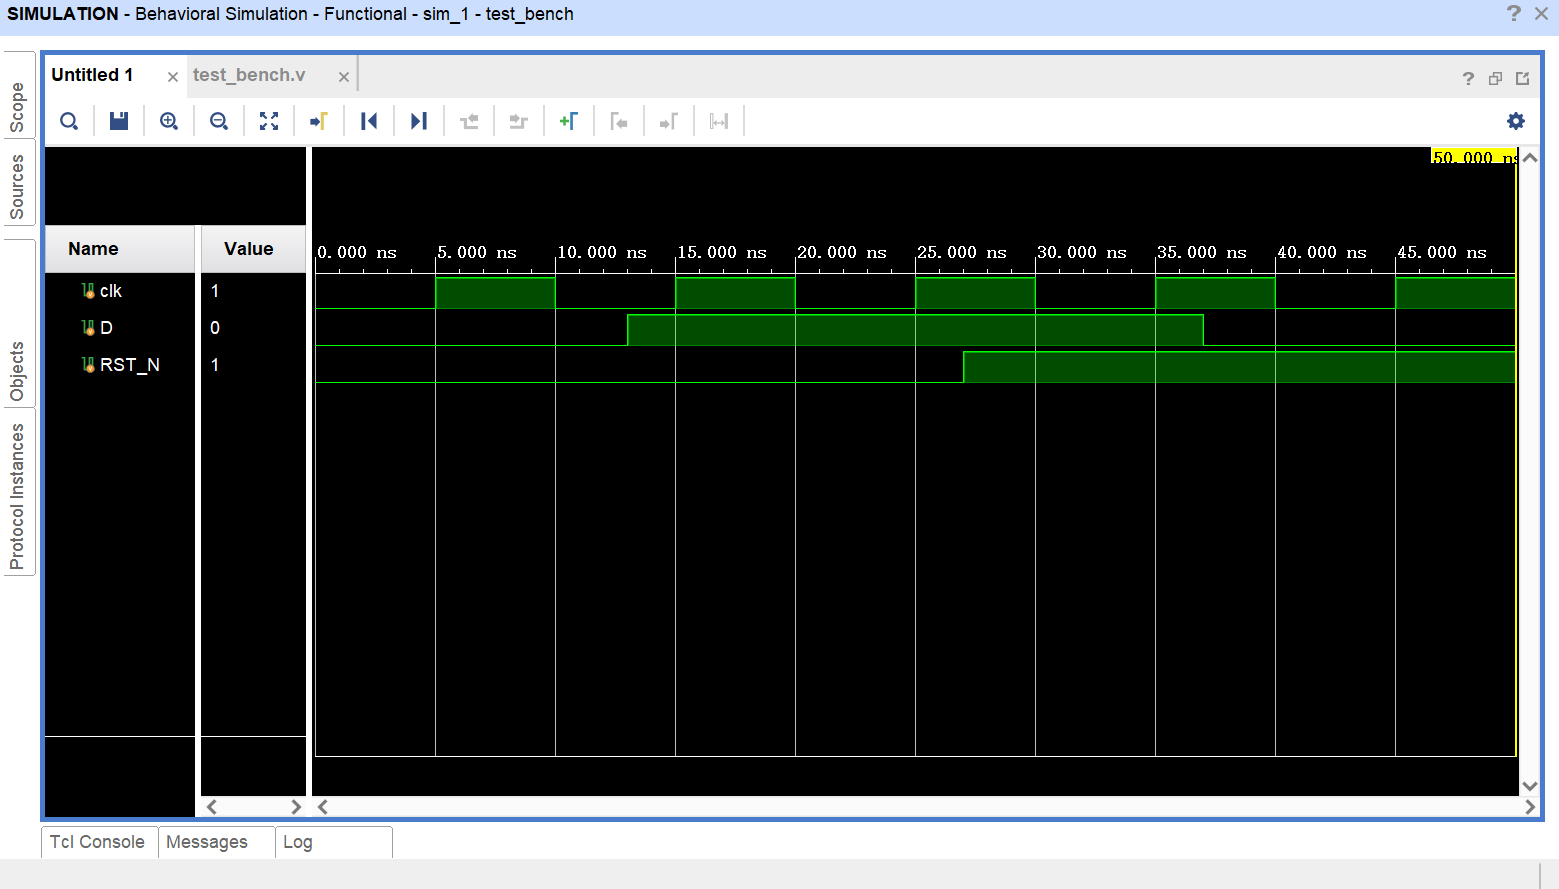 SIMULATION - Behavioral Simulation - Functional - sim_1 - test_bench
Scope
Sources
Objects
Protocol Instances
Untitled 1
test_bench.v
50.000 ns
Name Value
0.000 ns 5.000 ns 10.000 ns 15.000 ns 20.000 ns 25.000 ns 30.000 ns 35.000 ns 40.000 ns 45.000 ns
clk 1
D 0
RST_N 1
Tcl Console Messages Log